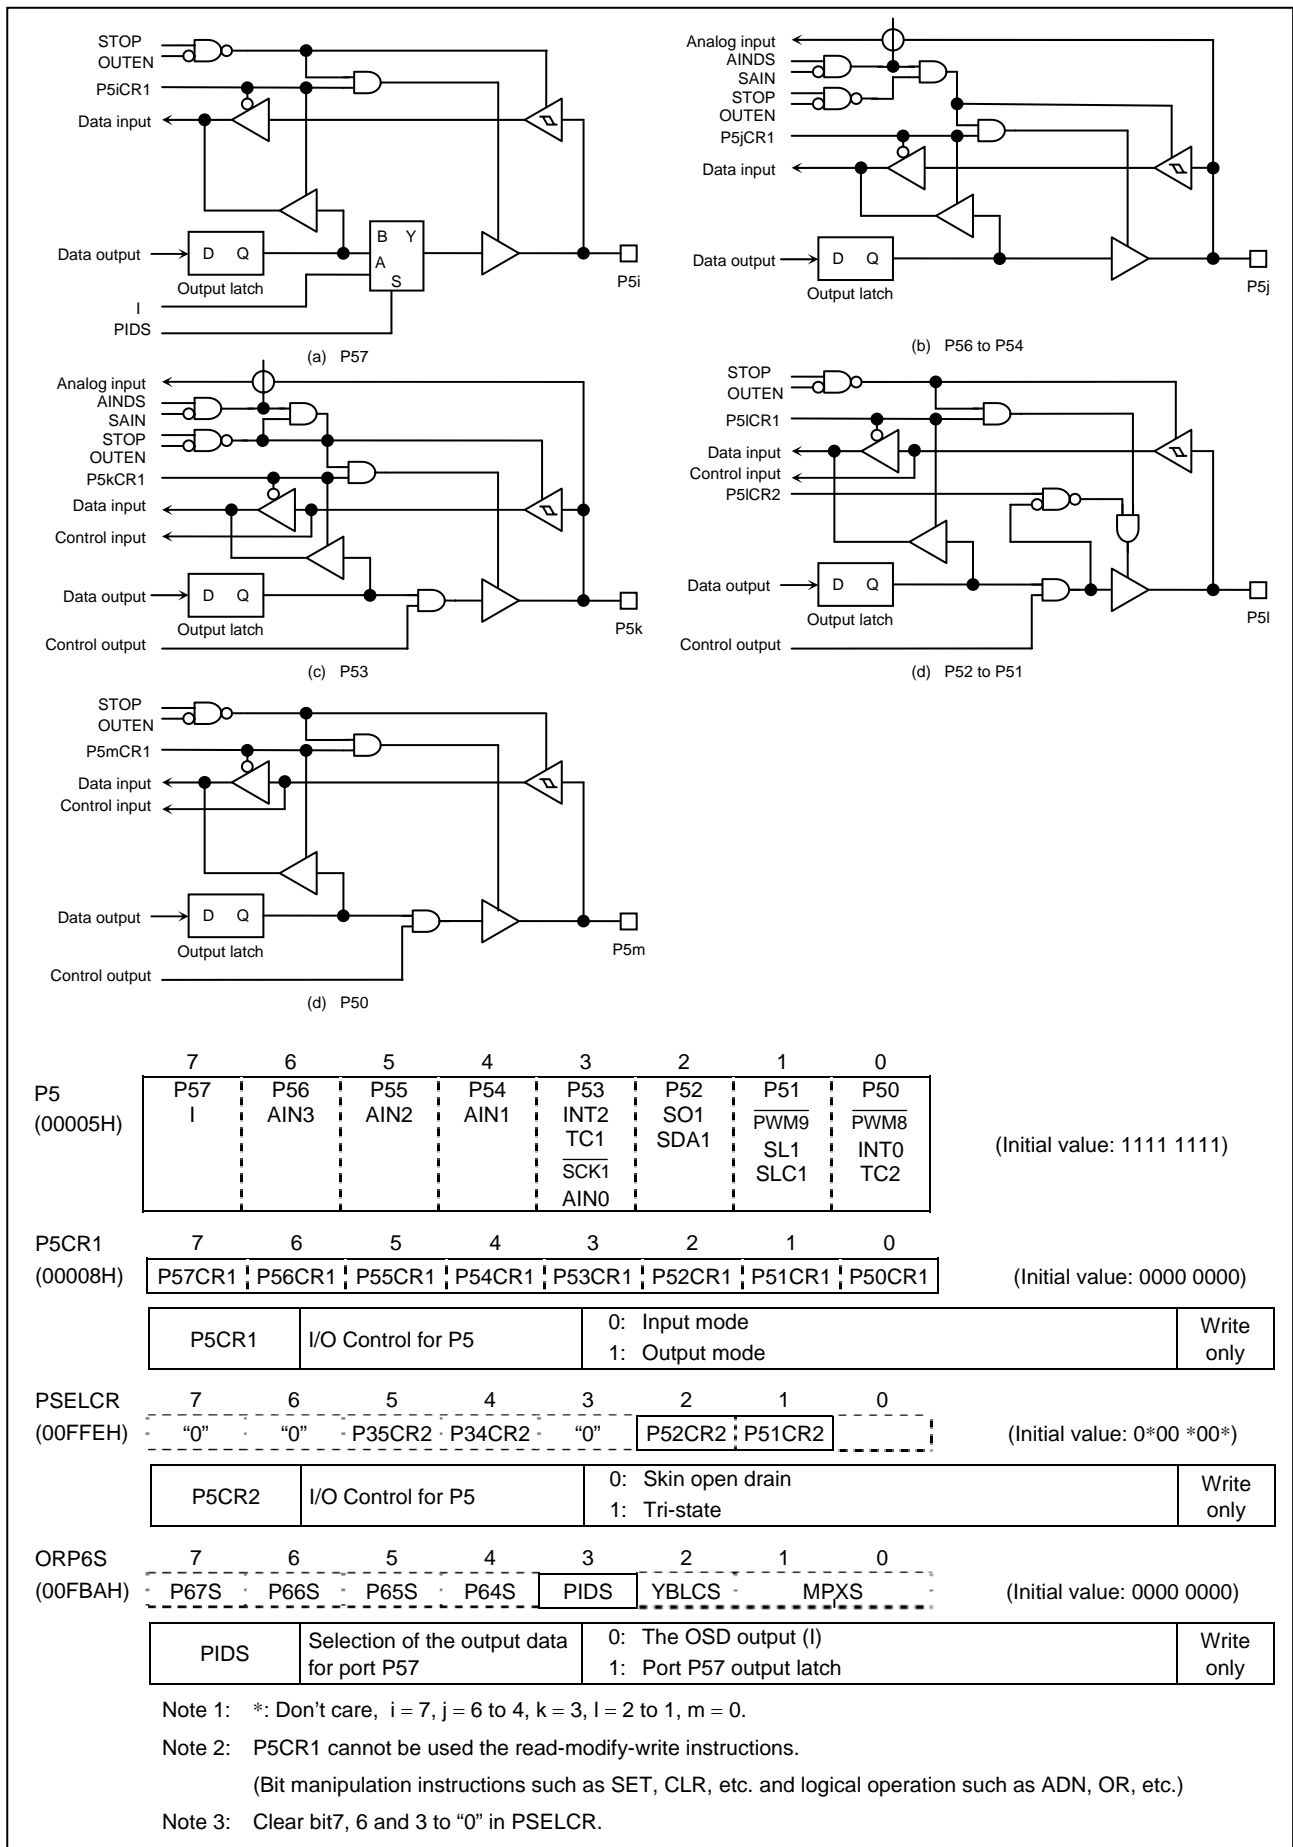 STOP
OUTEN
P5iCR1
Data input
Data output
D Q
Output latch
B Y
A
S
I
PIDS
P5i
(a) P57
Analog input
AINDS
SAIN
STOP
OUTEN
P5jCR1
Data input
Data output
D Q
Output latch
P5j
(b) P56 to P54
Analog input
AINDS
SAIN
STOP
OUTEN
P5kCR1
Data input
Control input
Data output
D Q
Output latch
Control output
P5k
(c) P53
STOP
OUTEN
P5lCR1
Data input
Control input
P5lCR2
Data output
D Q
Output latch
Control output
P5l
(d) P52 to P51
STOP
OUTEN
P5mCR1
Data input
Control input
Data output
D Q
Output latch
Control output
P5m
(d) P50
7 6 5 4 3 2 1 0
P5
(00005H)
P57 P56 P55 P54 P53 P52 P51 P50
I AIN3 AIN2 AIN1 INT2 SO1 PWM9 PWM8
TC1 SDA1 SL1 INT0
SCK1 SLC1 TC2
AIN0
(Initial value: 1111 1111)
P5CR1 7 6 5 4 3 2 1 0
(00008H) P57CR1 P56CR1 P55CR1 P54CR1 P53CR1 P52CR1 P51CR1 P50CR1 (Initial value: 0000 0000)
P5CR1 I/O Control for P5 0: Input mode Write
1: Output mode only
PSELCR 7 6 5 4 3 2 1 0
(00FFEH) “0” “0” P35CR2 P34CR2 “0” P52CR2 P51CR2 (Initial value: 0*00 *00*)
P5CR2 I/O Control for P5 0: Skin open drain Write
1: Tri-state only
ORP6S 7 6 5 4 3 2 1 0
(00FBAH) P67S P66S P65S P64S PIDS YBLCS MPXS (Initial value: 0000 0000)
PIDS Selection of the output data 0: The OSD output (I) Write
for port P57 1: Port P57 output latch only
Note 1: *: Don’t care, i = 7, j = 6 to 4, k = 3, l = 2 to 1, m = 0.
Note 2: P5CR1 cannot be used the read-modify-write instructions.
(Bit manipulation instructions such as SET, CLR, etc. and logical operation such as ADN, OR, etc.)
Note 3: Clear bit7, 6 and 3 to “0” in PSELCR.